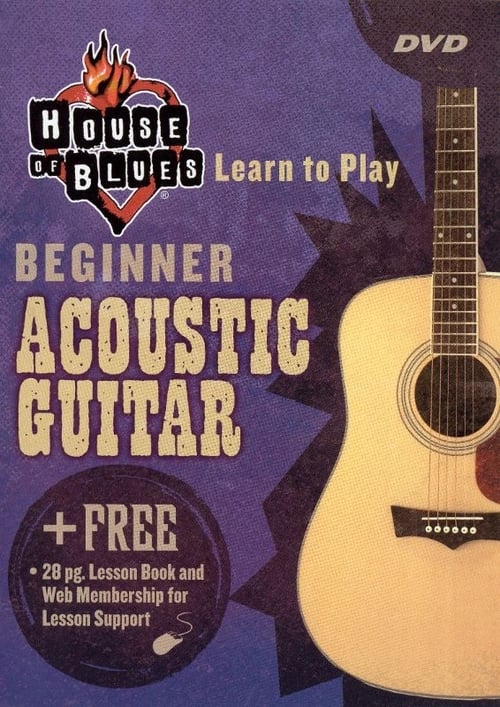 DVD
HOUSE
OF BLUES
®
Learn to Play
BEGINNER
ACOUSTIC
GUITAR
+ FREE
• 28 pg. Lesson Book and
Web Membership for
Lesson Support